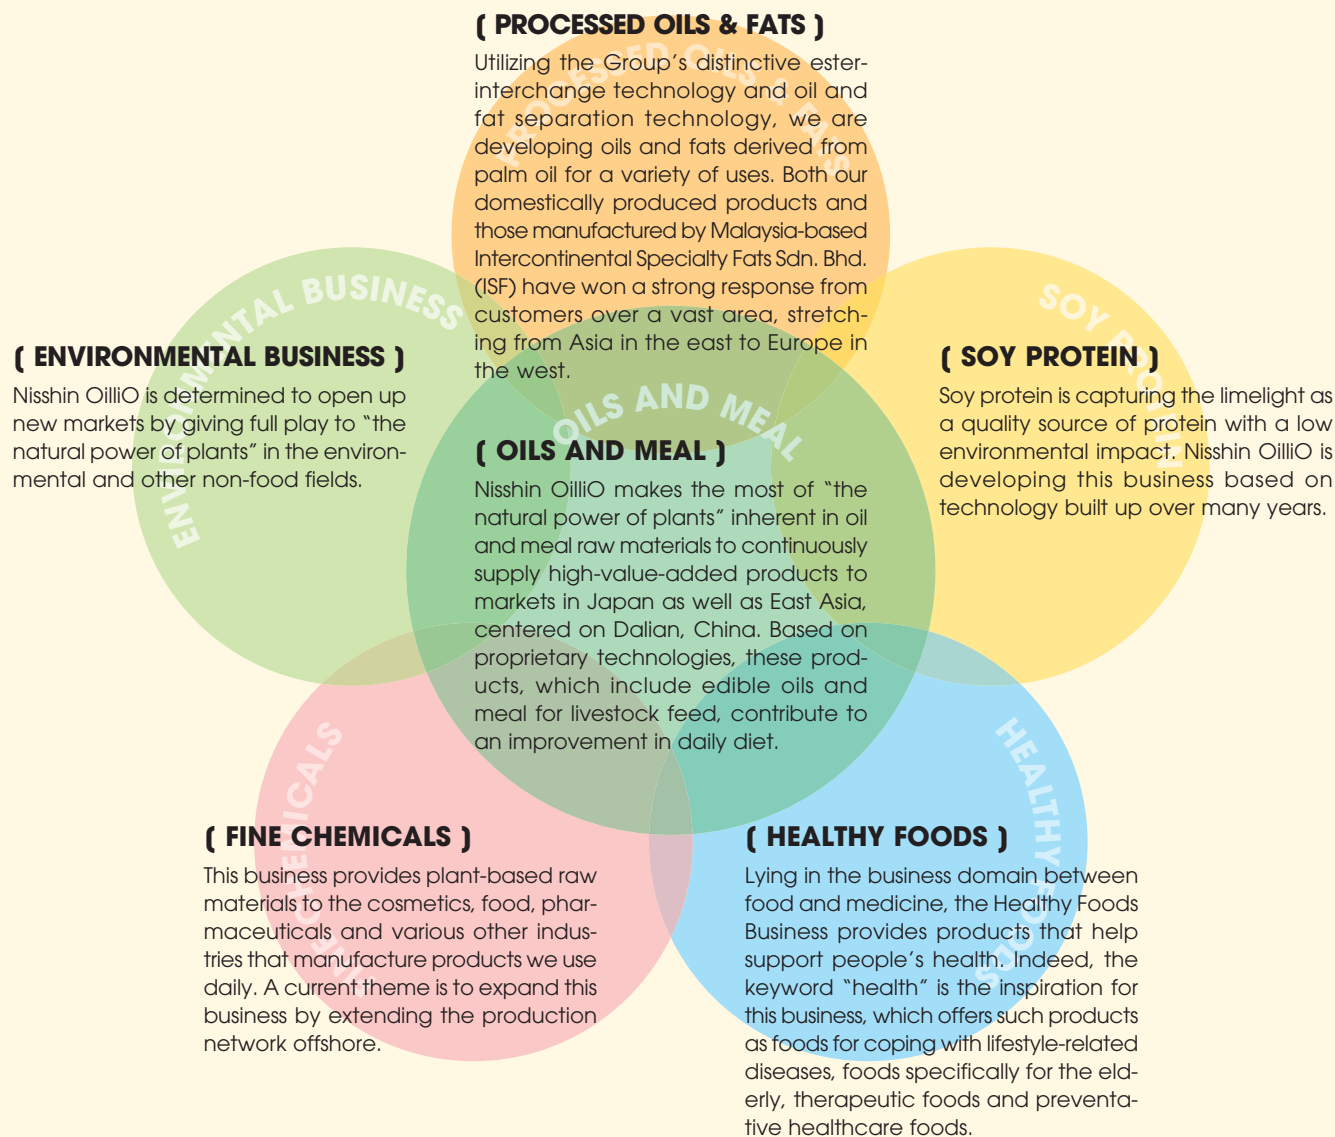 ( PROCESSED OILS & FATS )
PROCESSED OILS & FATS
Utilizing the Group's distinctive ester-
interchange technology and oil and
fat separation technology, we are
developing oils and fats derived from
palm oil for a variety of uses. Both our
domestically produced products and
those manufactured by Malaysia-based
Intercontinental Specialty Fats Sdn. Bhd.
(ISF) have won a strong response from
customers over a vast area, stretch-
ing from Asia in the east to Europe in
the west.
ENVIRONMENTAL BUSINESS
( ENVIRONMENTAL BUSINESS )
Nisshin OilliO is determined to open up
new markets by giving full play to “the
natural power of plants” in the environ-
mental and other non-food fields.
SOY PROTEIN
( SOY PROTEIN )
Soy protein is capturing the limelight as
a quality source of protein with a low
environmental impact. Nisshin OilliO is
developing this business based on
technology built up over many years.
OILS AND MEAL
( OILS AND MEAL )
Nisshin OilliO makes the most of “the
natural power of plants” inherent in oil
and meal raw materials to continuously
supply high-value-added products to
markets in Japan as well as East Asia,
centered on Dalian, China. Based on
proprietary technologies, these prod-
ucts, which include edible oils and
meal for livestock feed, contribute to
an improvement in daily diet.
FINE CHEMICALS
( FINE CHEMICALS )
This business provides plant-based raw
materials to the cosmetics, food, phar-
maceuticals and various other indus-
tries that manufacture products we use
daily. A current theme is to expand this
business by extending the production
network offshore.
HEALTHY FOODS
( HEALTHY FOODS )
Lying in the business domain between
food and medicine, the Healthy Foods
Business provides products that help
support people's health. Indeed, the
keyword “health” is the inspiration for
this business, which offers such products
as foods for coping with lifestyle-related
diseases, foods specifically for the eld-
erly, therapeutic foods and preventa-
tive healthcare foods.